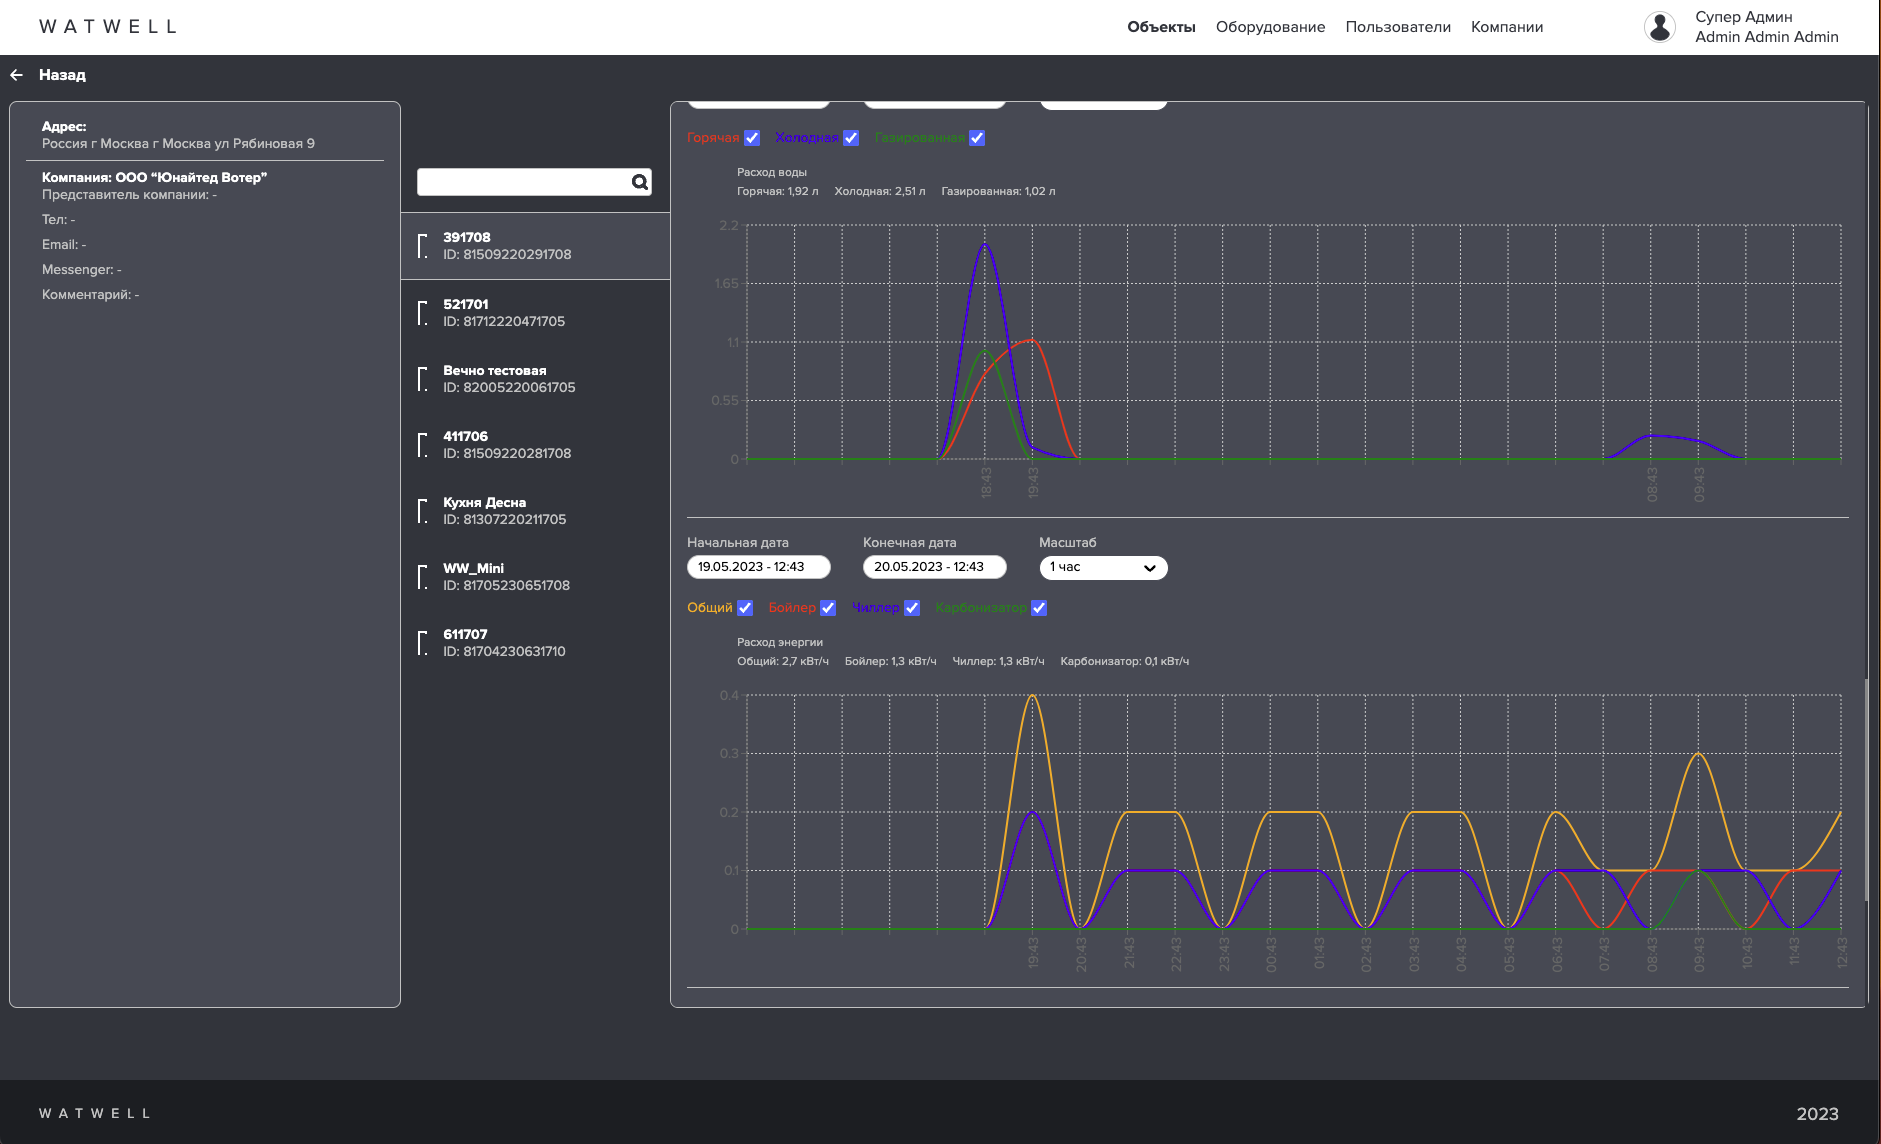 WATWELL
Объекты Оборудование Пользователи Компании
Супер Админ
Admin Admin Admin
Назад
Адрес:
Россия г Москва г Москва ул Рябиновая 9
Компания: ООО “Юнайтед Вотер”
Представитель компании: -
Тел: -
Email: -
Messenger: -
Комментарий: -
391708
ID: 81509220291708
521701
ID: 81712220471705
Вечно тестовая
ID: 82005220061705
411706
ID: 81509220281708
Кухня Десна
ID: 81307220211705
WW_Mini
ID: 81705230651708
611707
ID: 81704230631710
Горячая Холодная Газированная
Расход воды
Горячая: 1,92 л Холодная: 2,51 л Газированная: 1,02 л
2.2
1.65
1.1
0.55
0
18:43 19:43 08:43 09:43
Начальная дата Конечная дата Масштаб
19.05.2023 - 12:43 20.05.2023 - 12:43 1 час
Общий Бойлер Чиллер Карбонизатор
Расход энергии
Общий: 2,7 кВт/ч Бойлер: 1,3 кВт/ч Чиллер: 1,3 кВт/ч Карбонизатор: 0,1 кВт/ч
0.4
0.3
0.2
0.1
0
19:43 20:43 21:43 22:43 23:43 00:43 01:43 02:43 03:43 04:43 05:43 06:43 07:43 08:43 09:43 10:43 11:43 12:43
WATWELL
2023